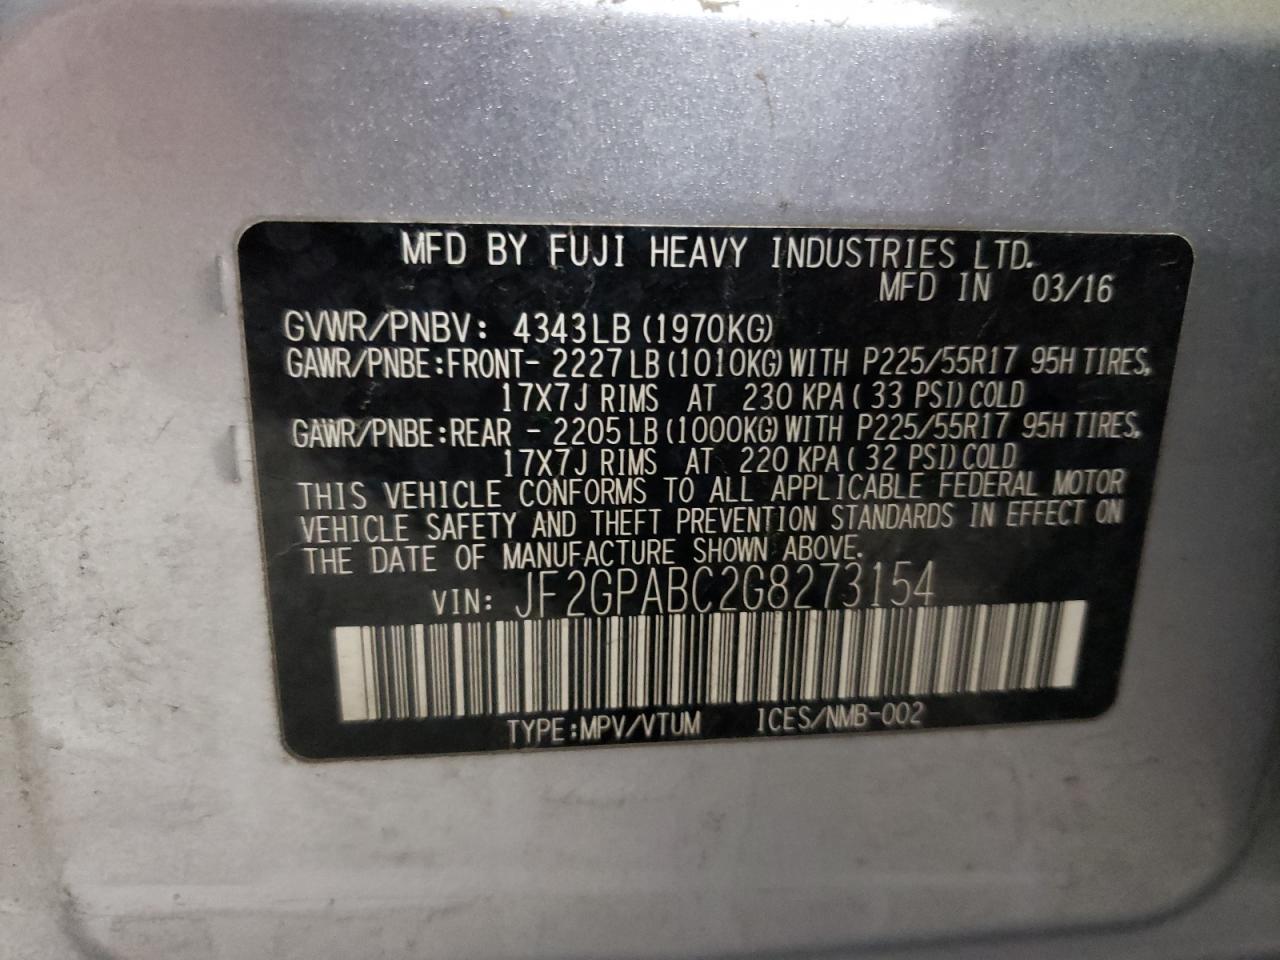 MFD BY FUJI HEAVY INDUSTRIES LTD.
MFD IN 03/16
GVWR/PNBV: 4343LB (1970KG)
GAWR/PNBE:FRONT- 2227 LB (1010KG) WITH P225/55R17 95H TIRES,
17X7J RIMS AT 230 KPA ( 33 PSI) COLD
GAWR/PNBE:REAR - 2205 LB (1000KG) WITH P225/55R17 95H TIRES,
17X7J RIMS AT 220 KPA ( 32 PSI) COLD
THIS VEHICLE CONFORMS TO ALL APPLICABLE FEDERAL MOTOR
VEHICLE SAFETY AND THEFT PREVENTION STANDARDS IN EFFECT ON
THE DATE OF MANUFACTURE SHOWN ABOVE.
VIN: JF2GPABC2G8273154
TYPE:MPV/VTUM ICES/NMB-002